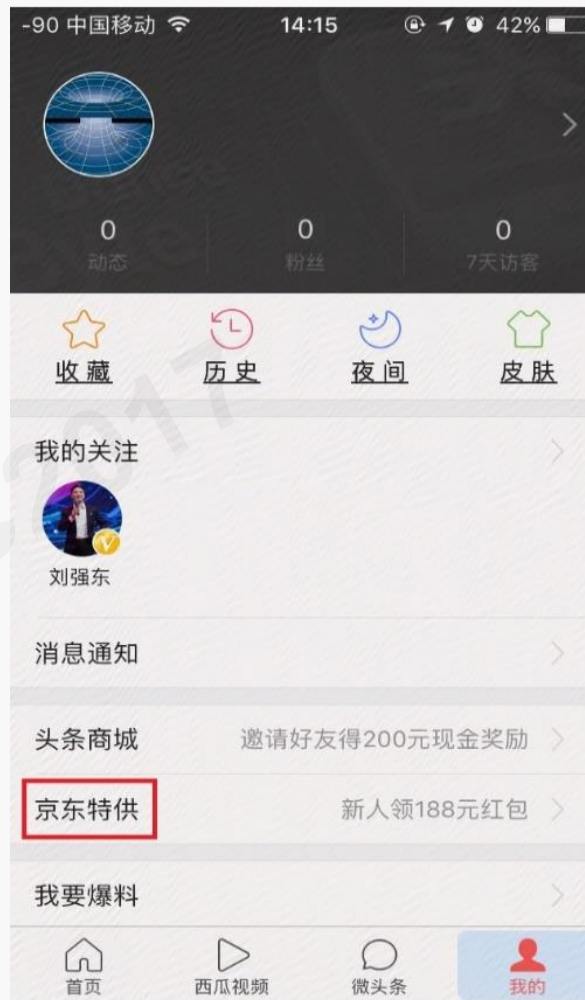 -90 中国移动 14:15 42%
0 0 0
动态 粉丝 7天访客
收藏 历史 夜间 皮肤
我的关注
刘强东
消息通知
头条商城 邀请好友得200元现金奖励
京东特供 新人领188元红包
我要爆料
首页 西瓜视频 微头条 我的
2017